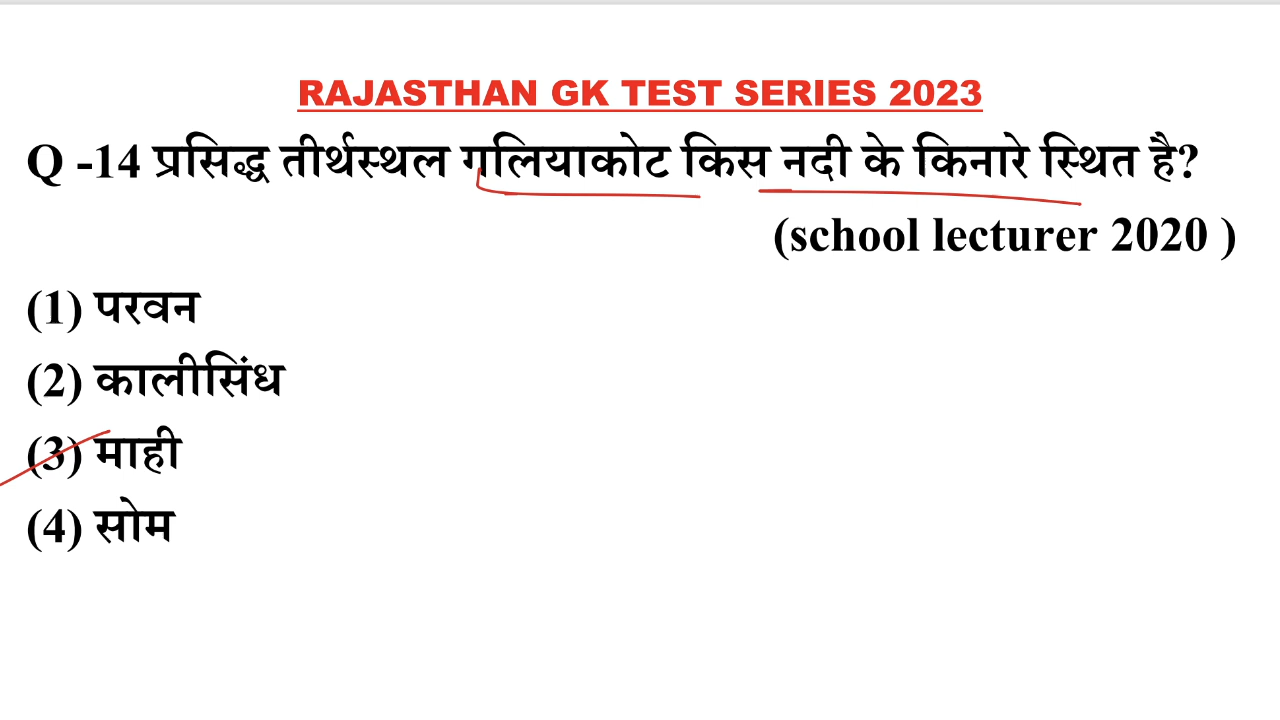 RAJASTHAN GK TEST SERIES 2023
Q -14 प्रसिद्ध तीर्थस्थल गलियाकोट किस नदी के किनारे स्थित है?
(school lecturer 2020 )
(1) परवन
(2) कालीसिंध
(3) माही
(4) सोम